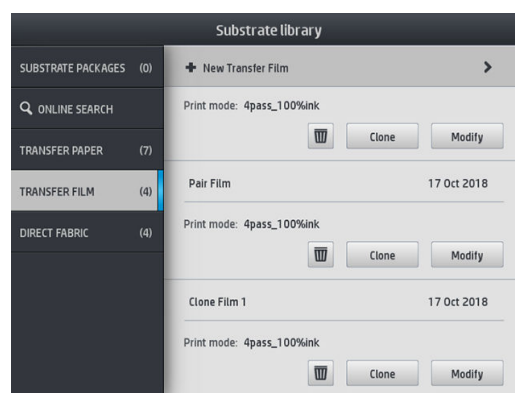 Substrate library
SUBSTRATE PACKAGES (0)
ONLINE SEARCH
TRANSFER PAPER (7)
TRANSFER FILM (4)
DIRECT FABRIC (4)
+ New Transfer Film >
Print mode: 4pass_100%ink
Clone Modify
Pair Film 17 Oct 2018
Print mode: 4pass_100%ink
Clone Modify
Clone Film 1 17 Oct 2018
Print mode: 4pass_100%ink
Clone Modify